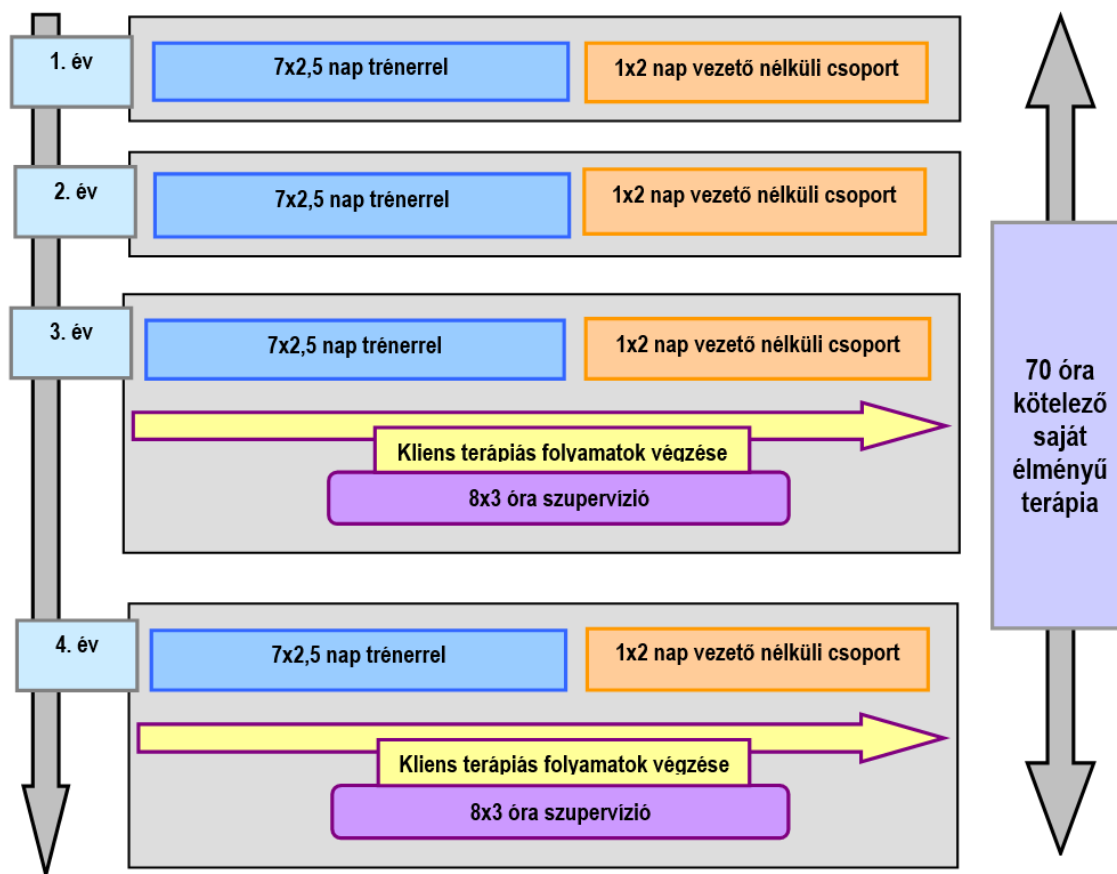 1. év
7x2,5 nap trénerrel
1x2 nap vezető nélküli csoport
2. év
7x2,5 nap trénerrel
1x2 nap vezető nélküli csoport
3. év
7x2,5 nap trénerrel
1x2 nap vezető nélküli csoport
Kliens terápiás folyamatok végzése
8x3 óra szupervízió
4. év
7x2,5 nap trénerrel
1x2 nap vezető nélküli csoport
Kliens terápiás folyamatok végzése
8x3 óra szupervízió
70 óra
kötelező
saját
élményű
terápia